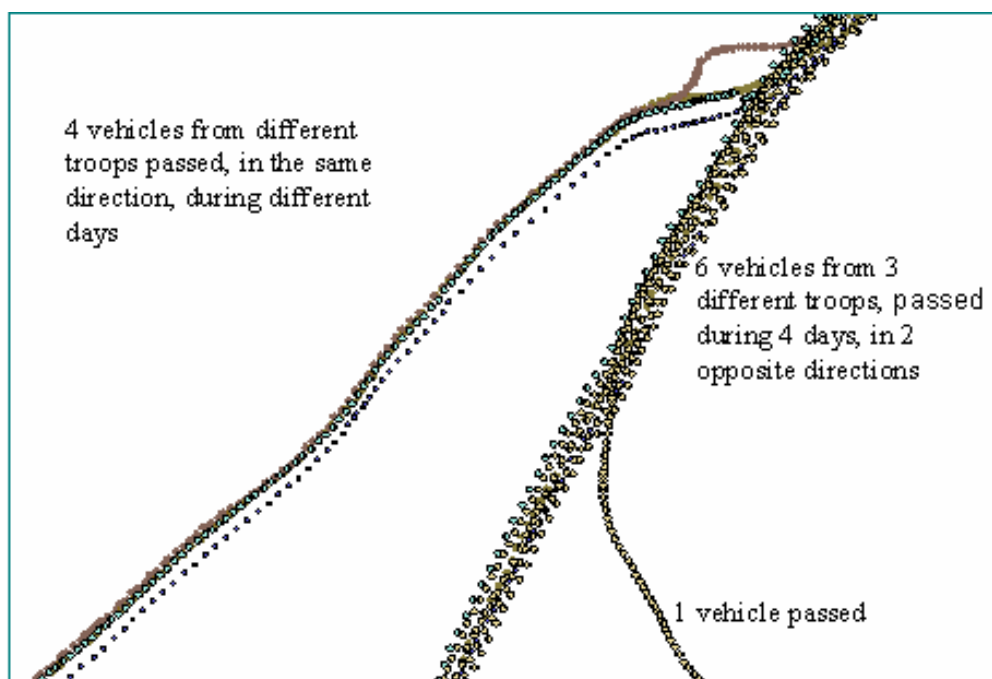 4 vehicles from different
troops passed, in the same
direction, during different
days
6 vehicles from 3
different troops, passed
during 4 days, in 2
opposite directions
1 vehicle passed